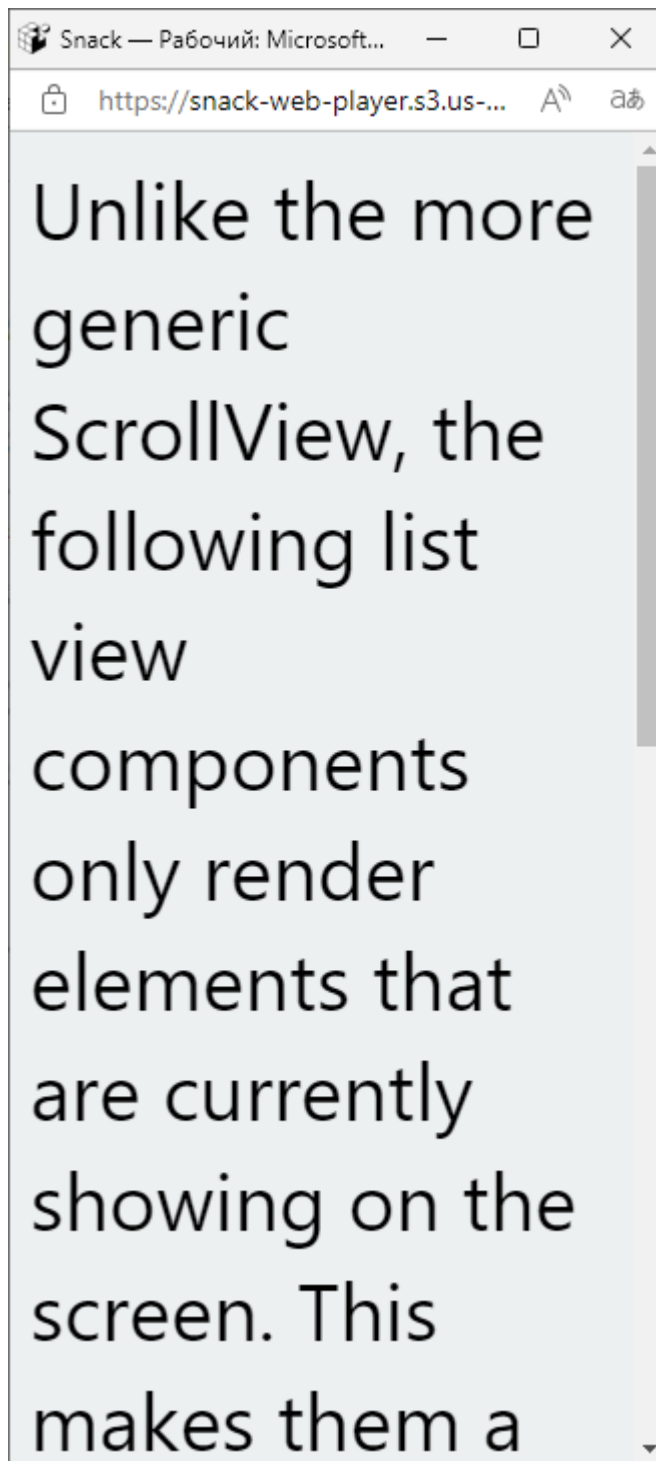 Snack — Рабочий: Microsoft...
https://snack-web-player.s3.us-...
Unlike the more
generic
ScrollView, the
following list
view
components
only render
elements that
are currently
showing on the
screen. This
makes them a